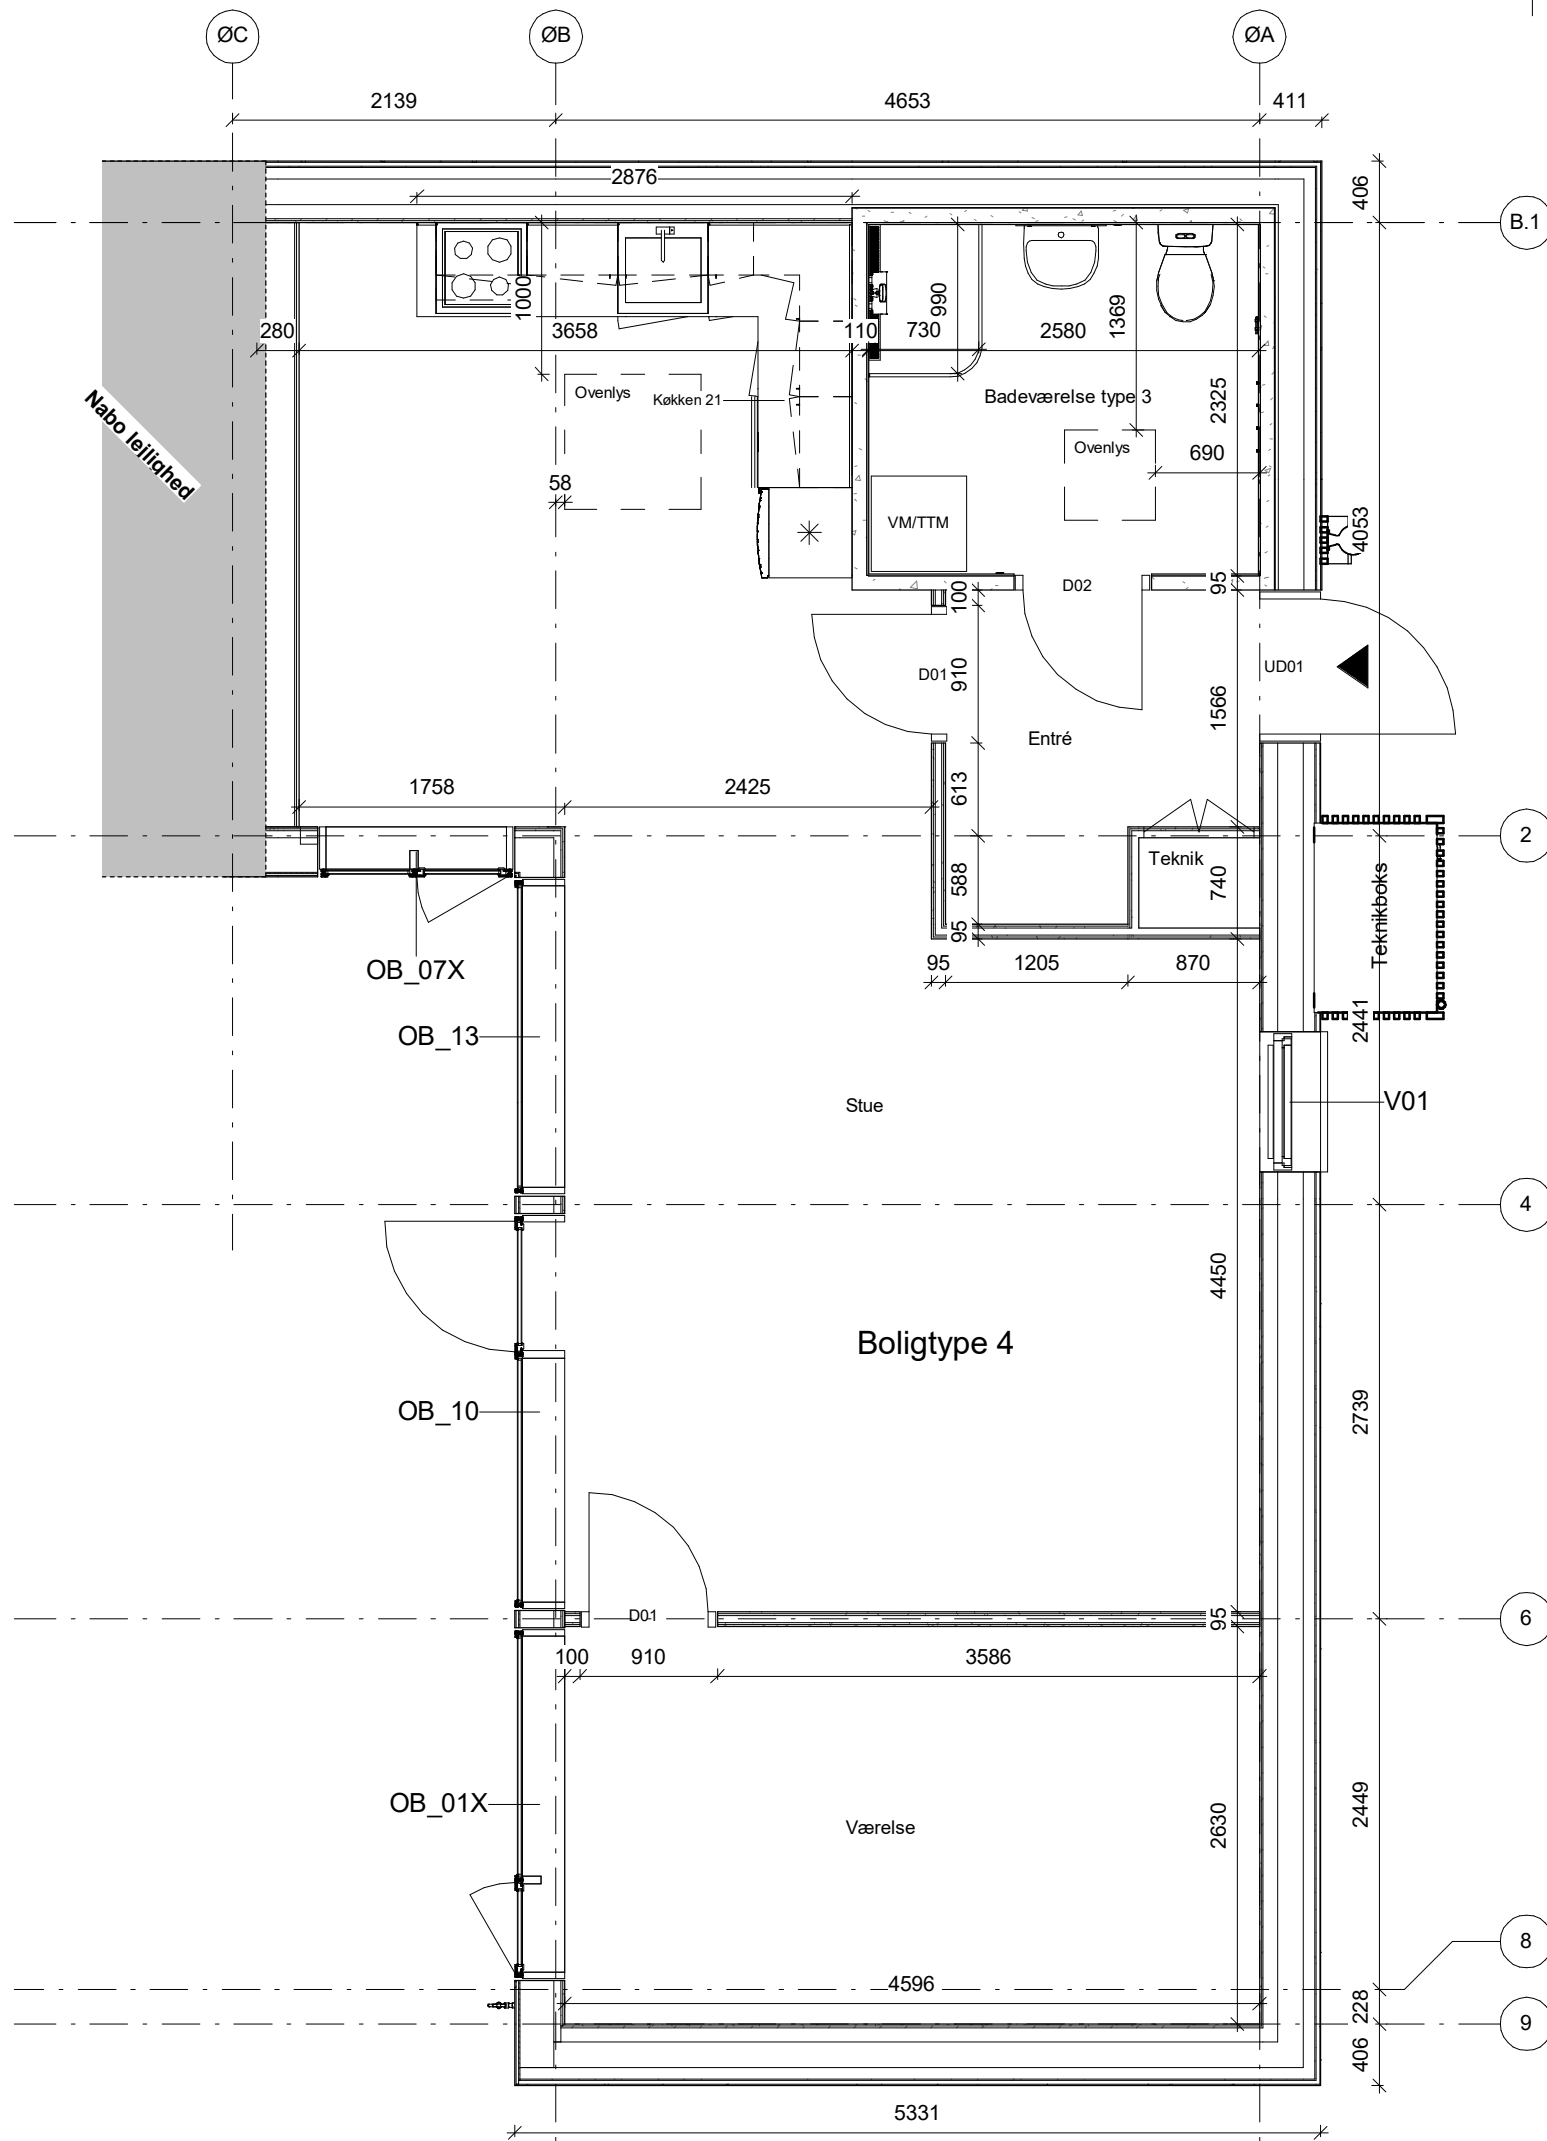 ØC
ØB
ØA
2139
4653
411
2876
406
B.1
1000
990
1369
280
3658
110
730
2580
Nabo lejlighed
Ovenlys
Køkken 21
Badeværelse type 3
2325
Ovenlys
690
58
VM/TTM
4053
D02
95
100
D01
910
UD01
1566
Entré
613
1758
2425
2
Teknik
588
740
Teknikboks
95
OB_07X
95
1205
870
OB_13
2441
Stue
V01
4
4450
Boligtype 4
OB_10
2739
D01
95
6
100
910
3586
OB_01X
2449
Værelse
2630
8
4596
228
9
406
5331